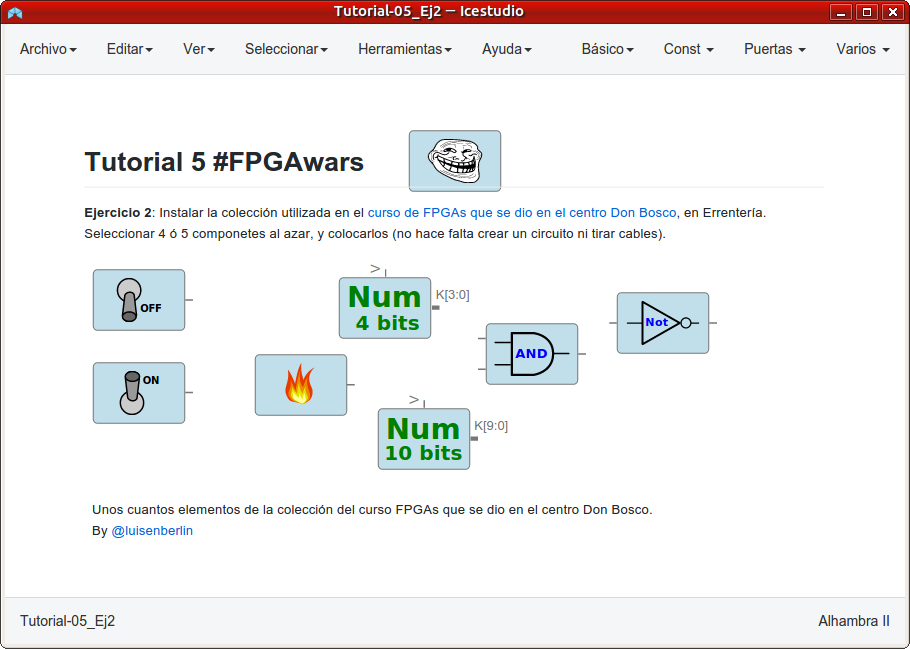 Tutorial-05_Ej2 — Icestudio
Archivo Editar Ver Seleccionar Herramientas Ayuda Básico Const Puertas Varios
Tutorial 5 #FPGAwars
Ejercicio 2: Instalar la colección utilizada en el curso de FPGAs que se dio en el centro Don Bosco, en Errentería.
Seleccionar 4 ó 5 componetes al azar, y colocarlos (no hace falta crear un circuito ni tirar cables).
OFF
>
Num
4 bits
K[3:0]
Not
AND
ON
>
Num
10 bits
K[9:0]
Unos cuantos elementos de la colección del curso FPGAs que se dio en el centro Don Bosco.
By @luisenberlin
Tutorial-05_Ej2 Alhambra II